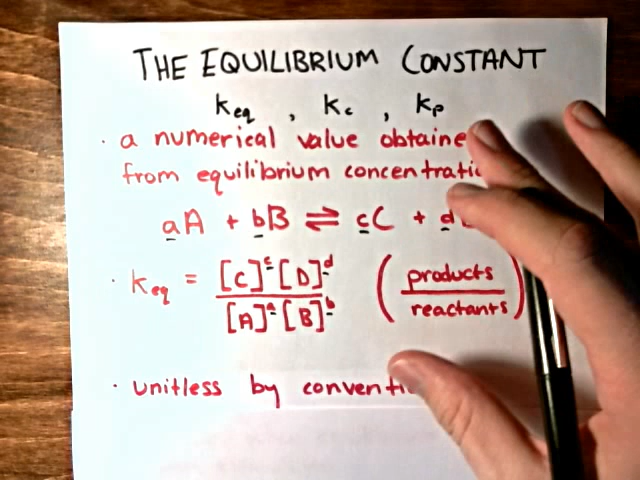 THE EQUILIBRIUM CONSTANT
Keq , Kc , Kp
· a numerical value obtaine
from equilibrium concentrati
aA + bB ⇌ cC + d
· Keq = [C]^c [D]^d / [A]^a [B]^b (products / reactants)
· unitless by conventi